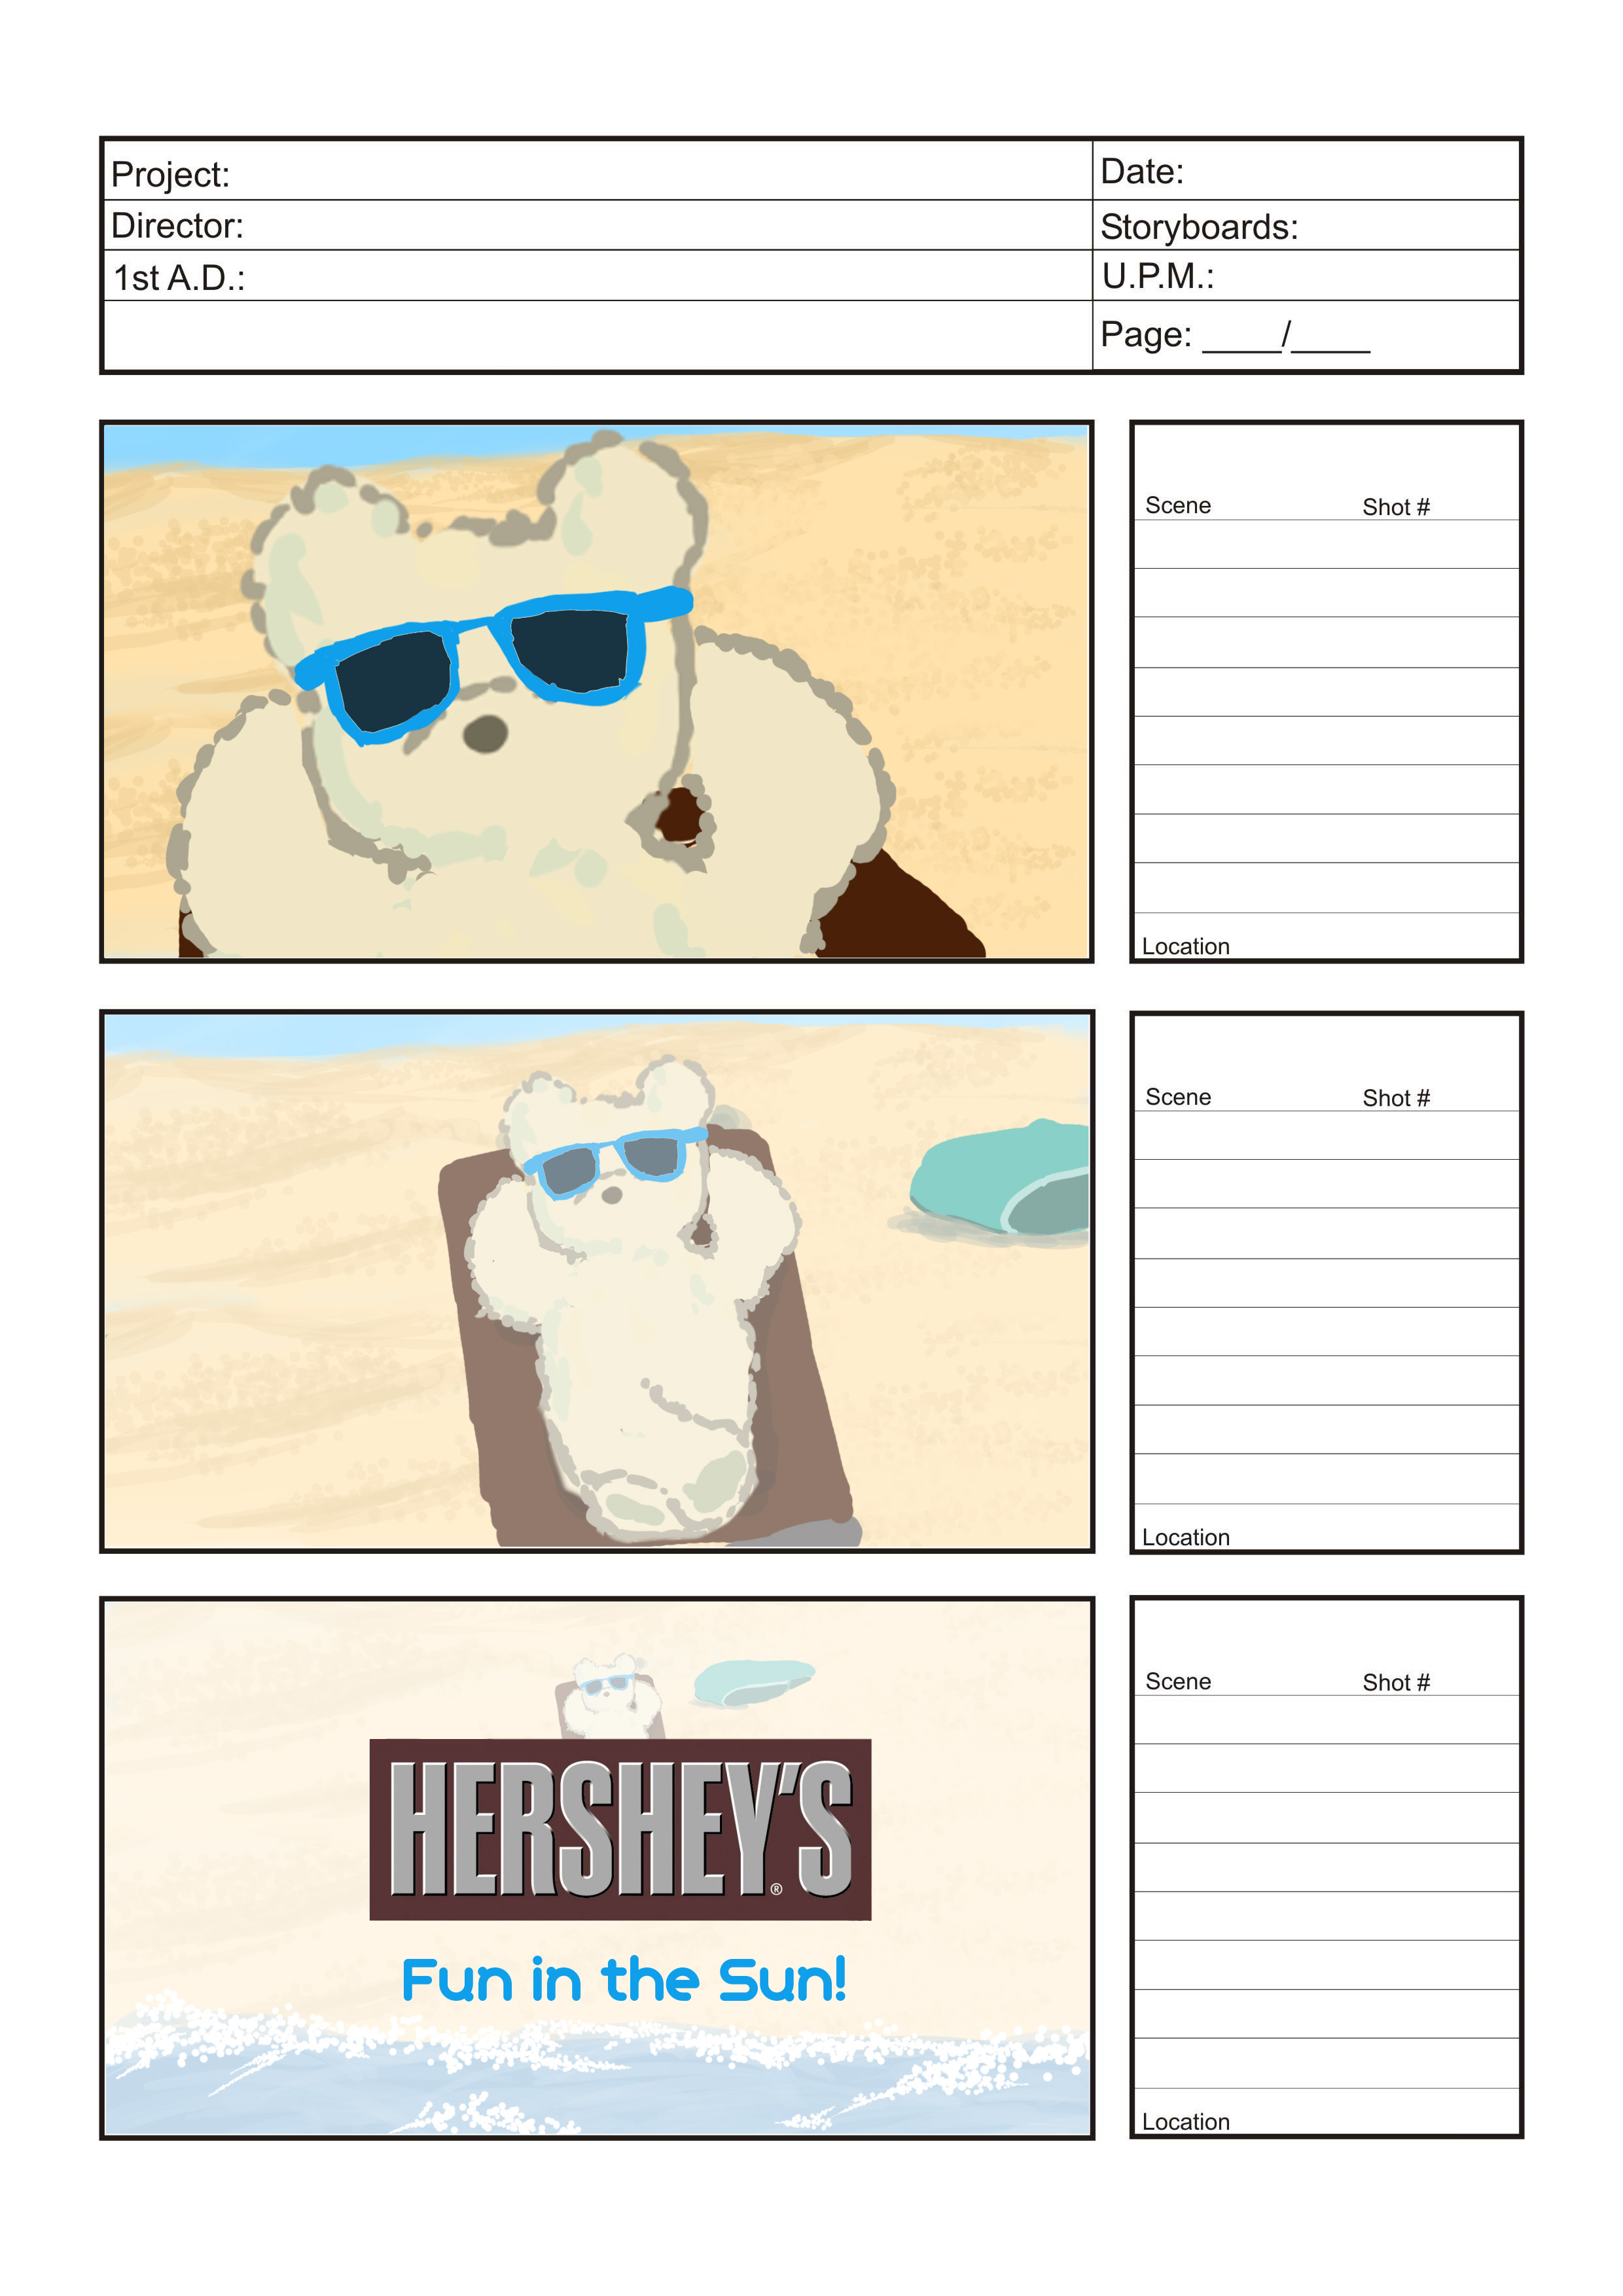 Project:
Date:
Director:
Storyboards:
1st A.D.:
U.P.M.:
Page: ____/____
Scene Shot #
Location
Scene Shot #
Location
HERSHEY'S®
Fun in the Sun!
Scene Shot #
Location